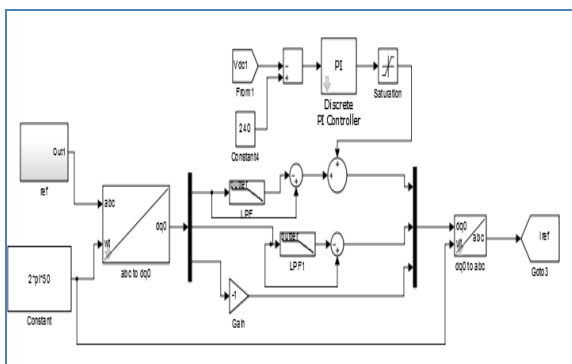 Vdc1
From1
PI
Discrete
PI Controller
Saturation
240
Constant4
Out1
ref
abc
wt
dq0
abc to dq0
LPF
LPF1
-1
Gain
2*pi*50
Constant
dq0
wt
abc
dq0 to abc
Iref
Goto3